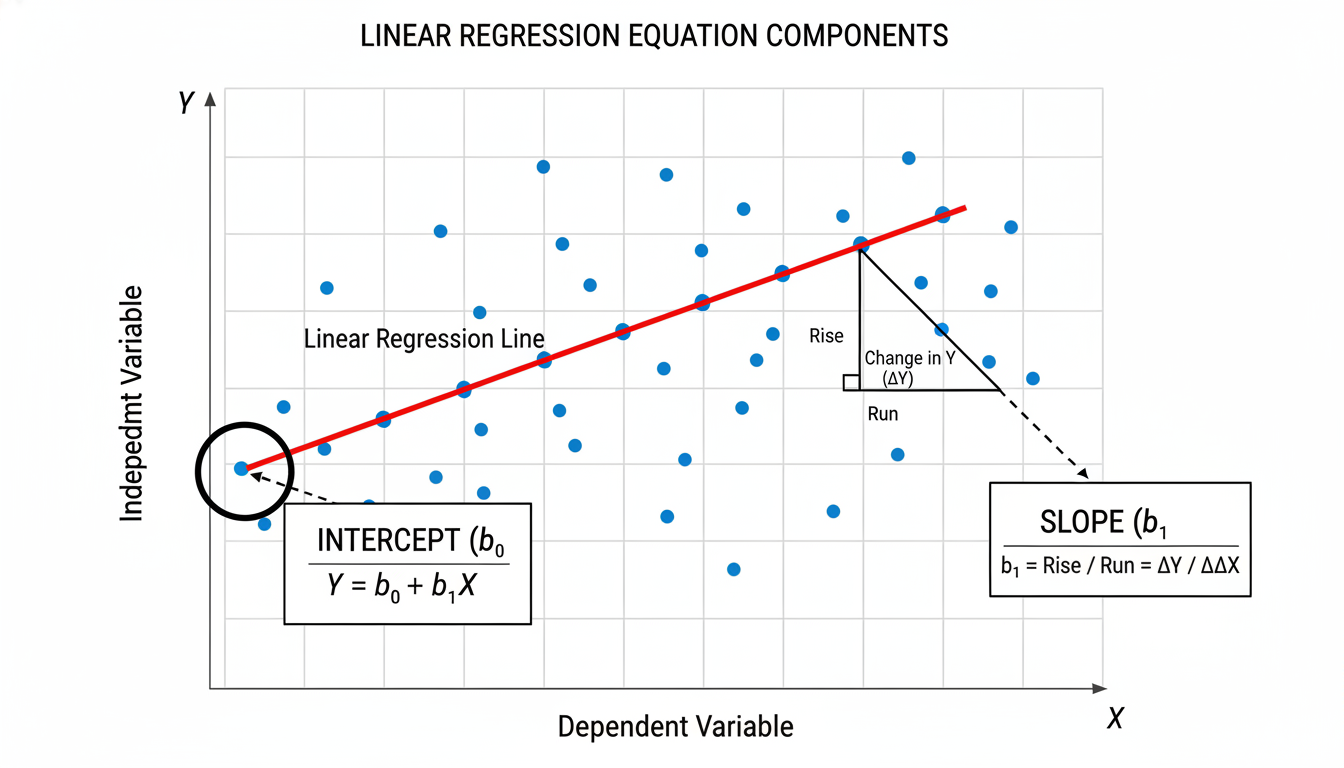 LINEAR REGRESSION EQUATION COMPONENTS
Y
Indepedmt Variable
Linear Regression Line
Rise
Change in Y
(ΔY)
Run
INTERCEPT (b₀
Y = b₀ + b₁X
SLOPE (b₁
b₁ = Rise / Run = ΔY / ΔΔX
Dependent Variable
X